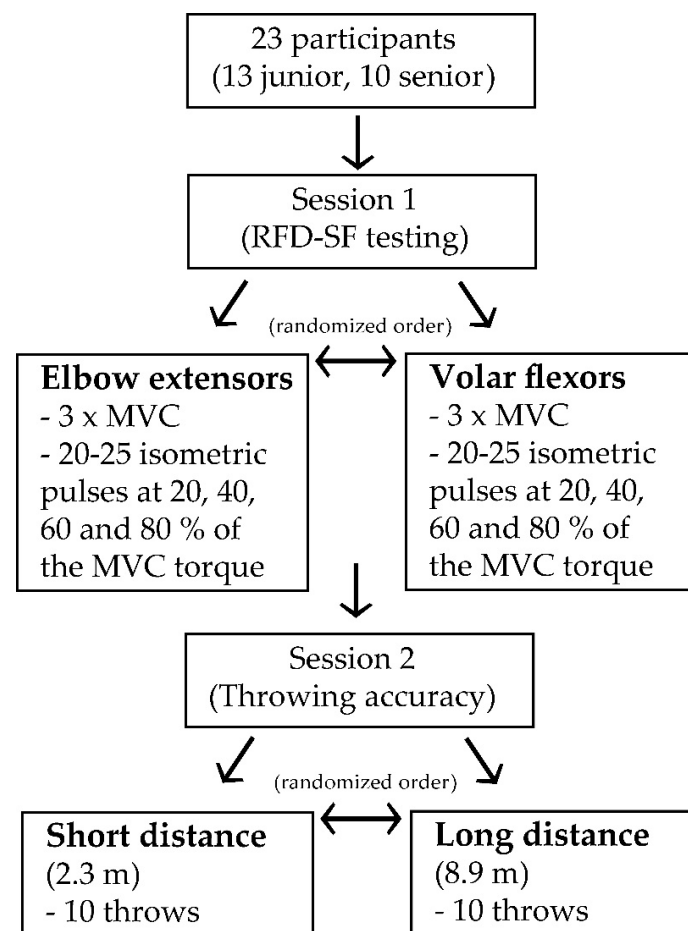 23 participants
(13 junior, 10 senior)
Session 1
(RFD-SF testing)
(randomized order)
Elbow extensors
- 3 x MVC
- 20-25 isometric
pulses at 20, 40,
60 and 80 % of
the MVC torque
Volar flexors
- 3 x MVC
- 20-25 isometric
pulses at 20, 40,
60 and 80 % of
the MVC torque
Session 2
(Throwing accuracy)
(randomized order)
Short distance
(2.3 m)
- 10 throws
Long distance
(8.9 m)
- 10 throws